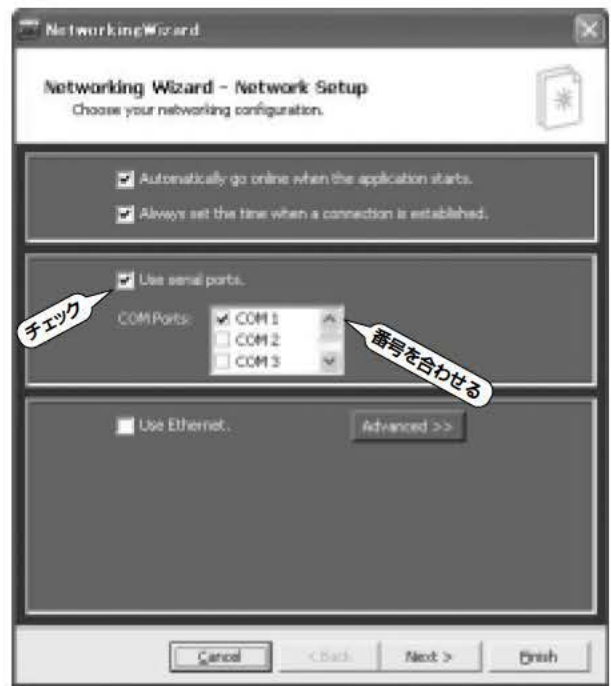 NetworkingWizard
Networking Wizard - Network Setup
Choose your networking configuration.
Automatically go online when the application starts.
Always set the time when a connection is established.
Use serial ports.
チェック
COM Ports:
COM 1
COM 2
COM 3
番号を合わせる
Use Ethernet.
Advanced >>
Cancel
< Back
Next >
Finish